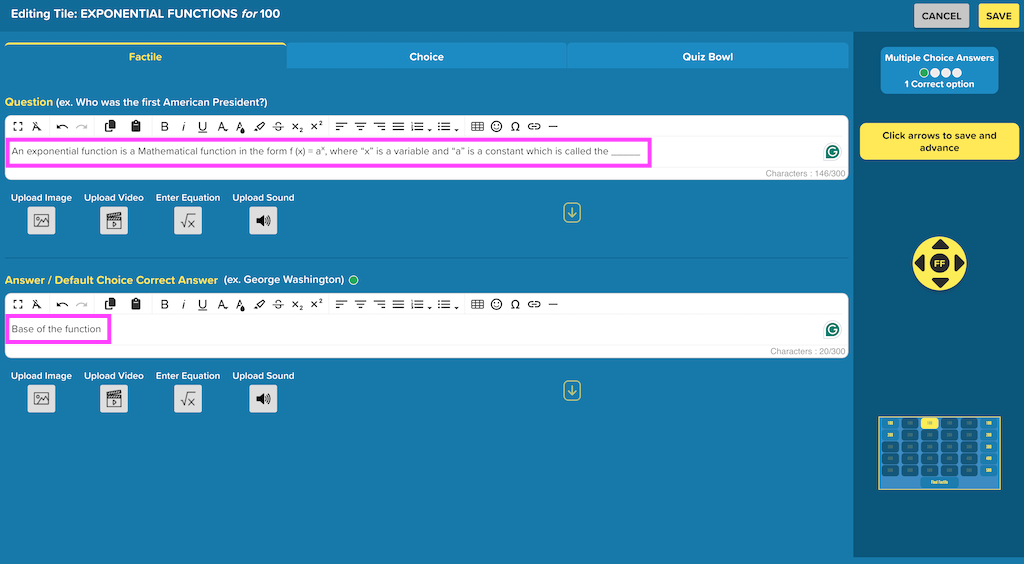 Editing Tile: EXPONENTIAL FUNCTIONS for 100
CANCEL
SAVE
Factile
Choice
Quiz Bowl
Multiple Choice Answers
1 Correct option
Click arrows to save and
advance
Question (ex. Who was the first American President?)
An exponential function is a Mathematical function in the form f (x) = aˣ, where “x” is a variable and “a” is a constant which is called the _____
Characters : 146/300
Upload Image Upload Video Enter Equation Upload Sound
FF
Answer / Default Choice Correct Answer (ex. George Washington)
Base of the function
Characters : 20/300
Upload Image Upload Video Enter Equation Upload Sound
Final Factile